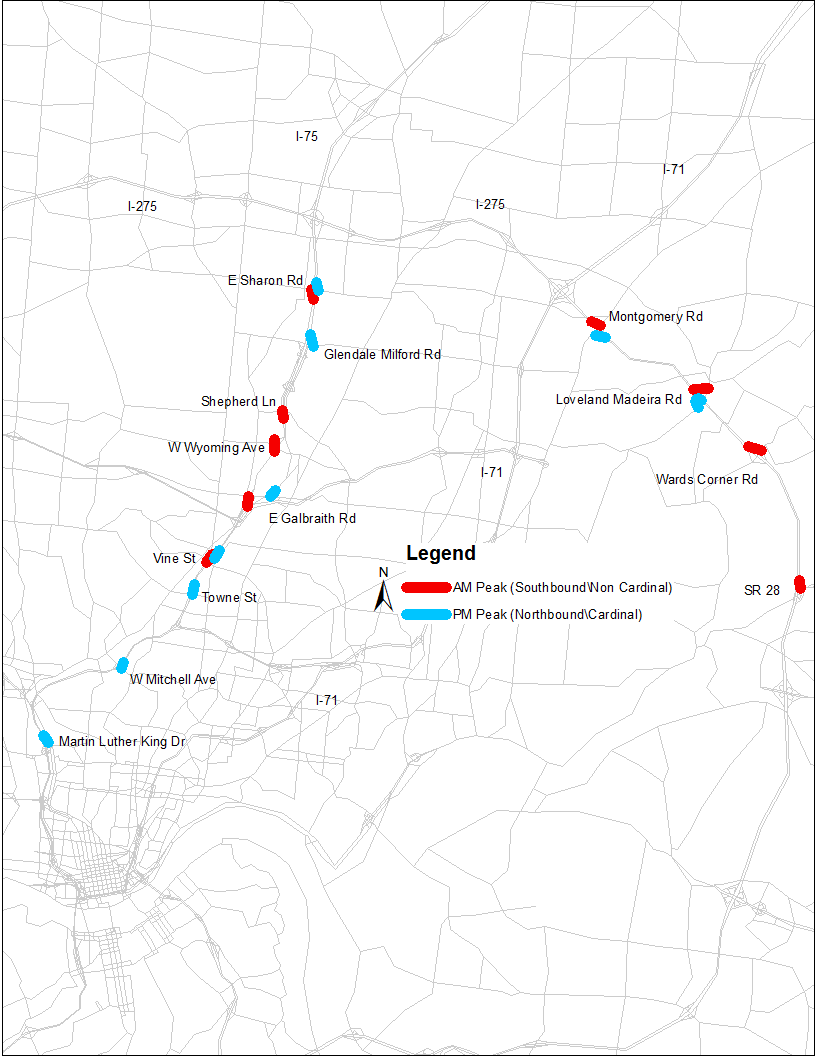 I-75
I-71
I-275
I-275
E Sharon Rd
Montgomery Rd
Glendale Milford Rd
Shepherd Ln
Loveland Madeira Rd
W Wyoming Ave
I-71
Wards Corner Rd
E Galbraith Rd
Legend
Vine St
N
AM Peak (Southbound\Non Cardinal)
SR 28
Towne St
PM Peak (Northbound\Cardinal)
W Mitchell Ave
I-71
Martin Luther King Dr